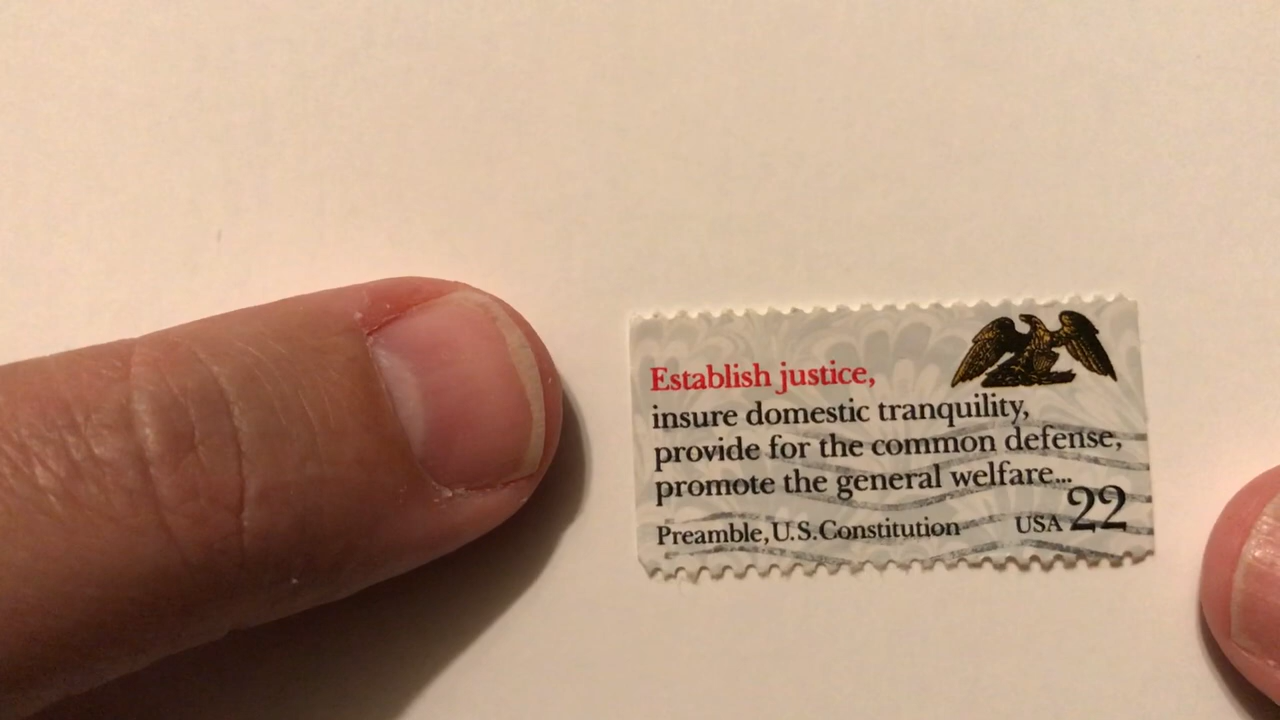 Establish justice,
insure domestic tranquility,
provide for the common defense,
promote the general welfare...
Preamble, U.S. Constitution USA 22